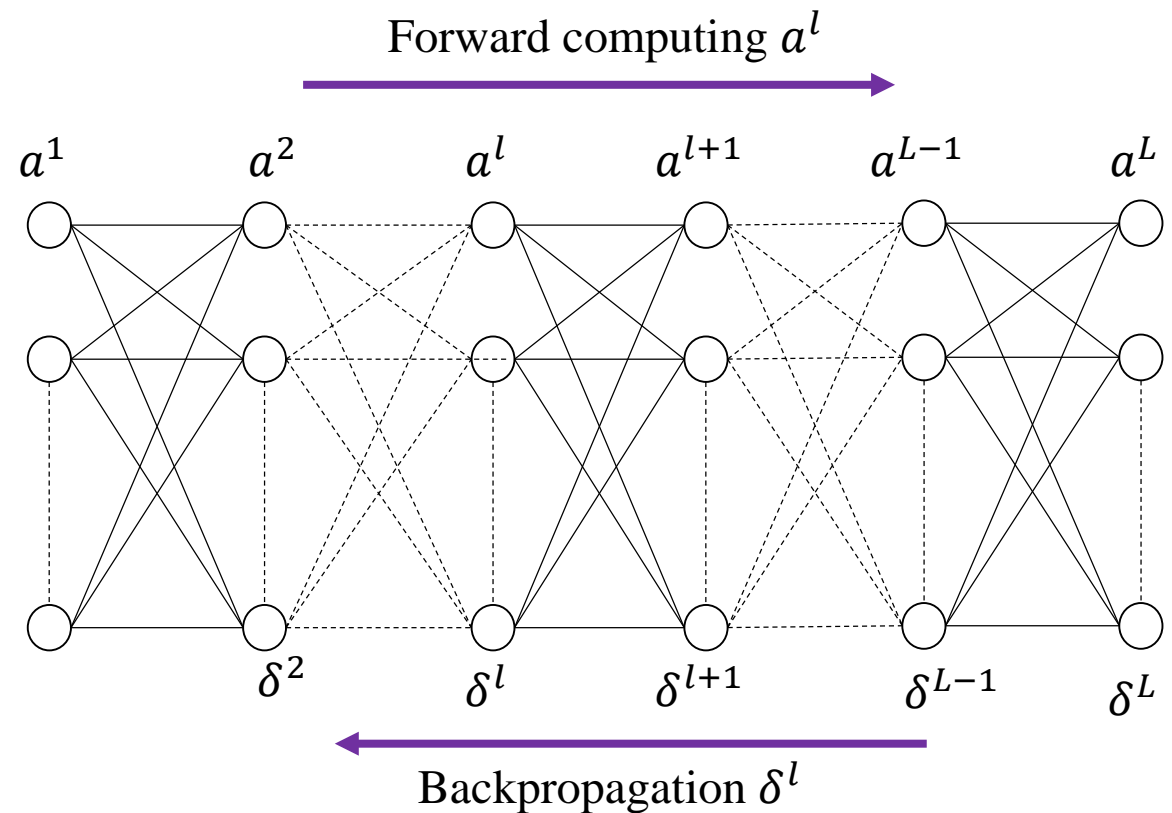 Forward computing a^l
a^1 a^2 a^l a^{l+1} a^{L−1} a^L
δ^2 δ^l δ^{l+1} δ^{L−1} δ^L
Backpropagation δ^l